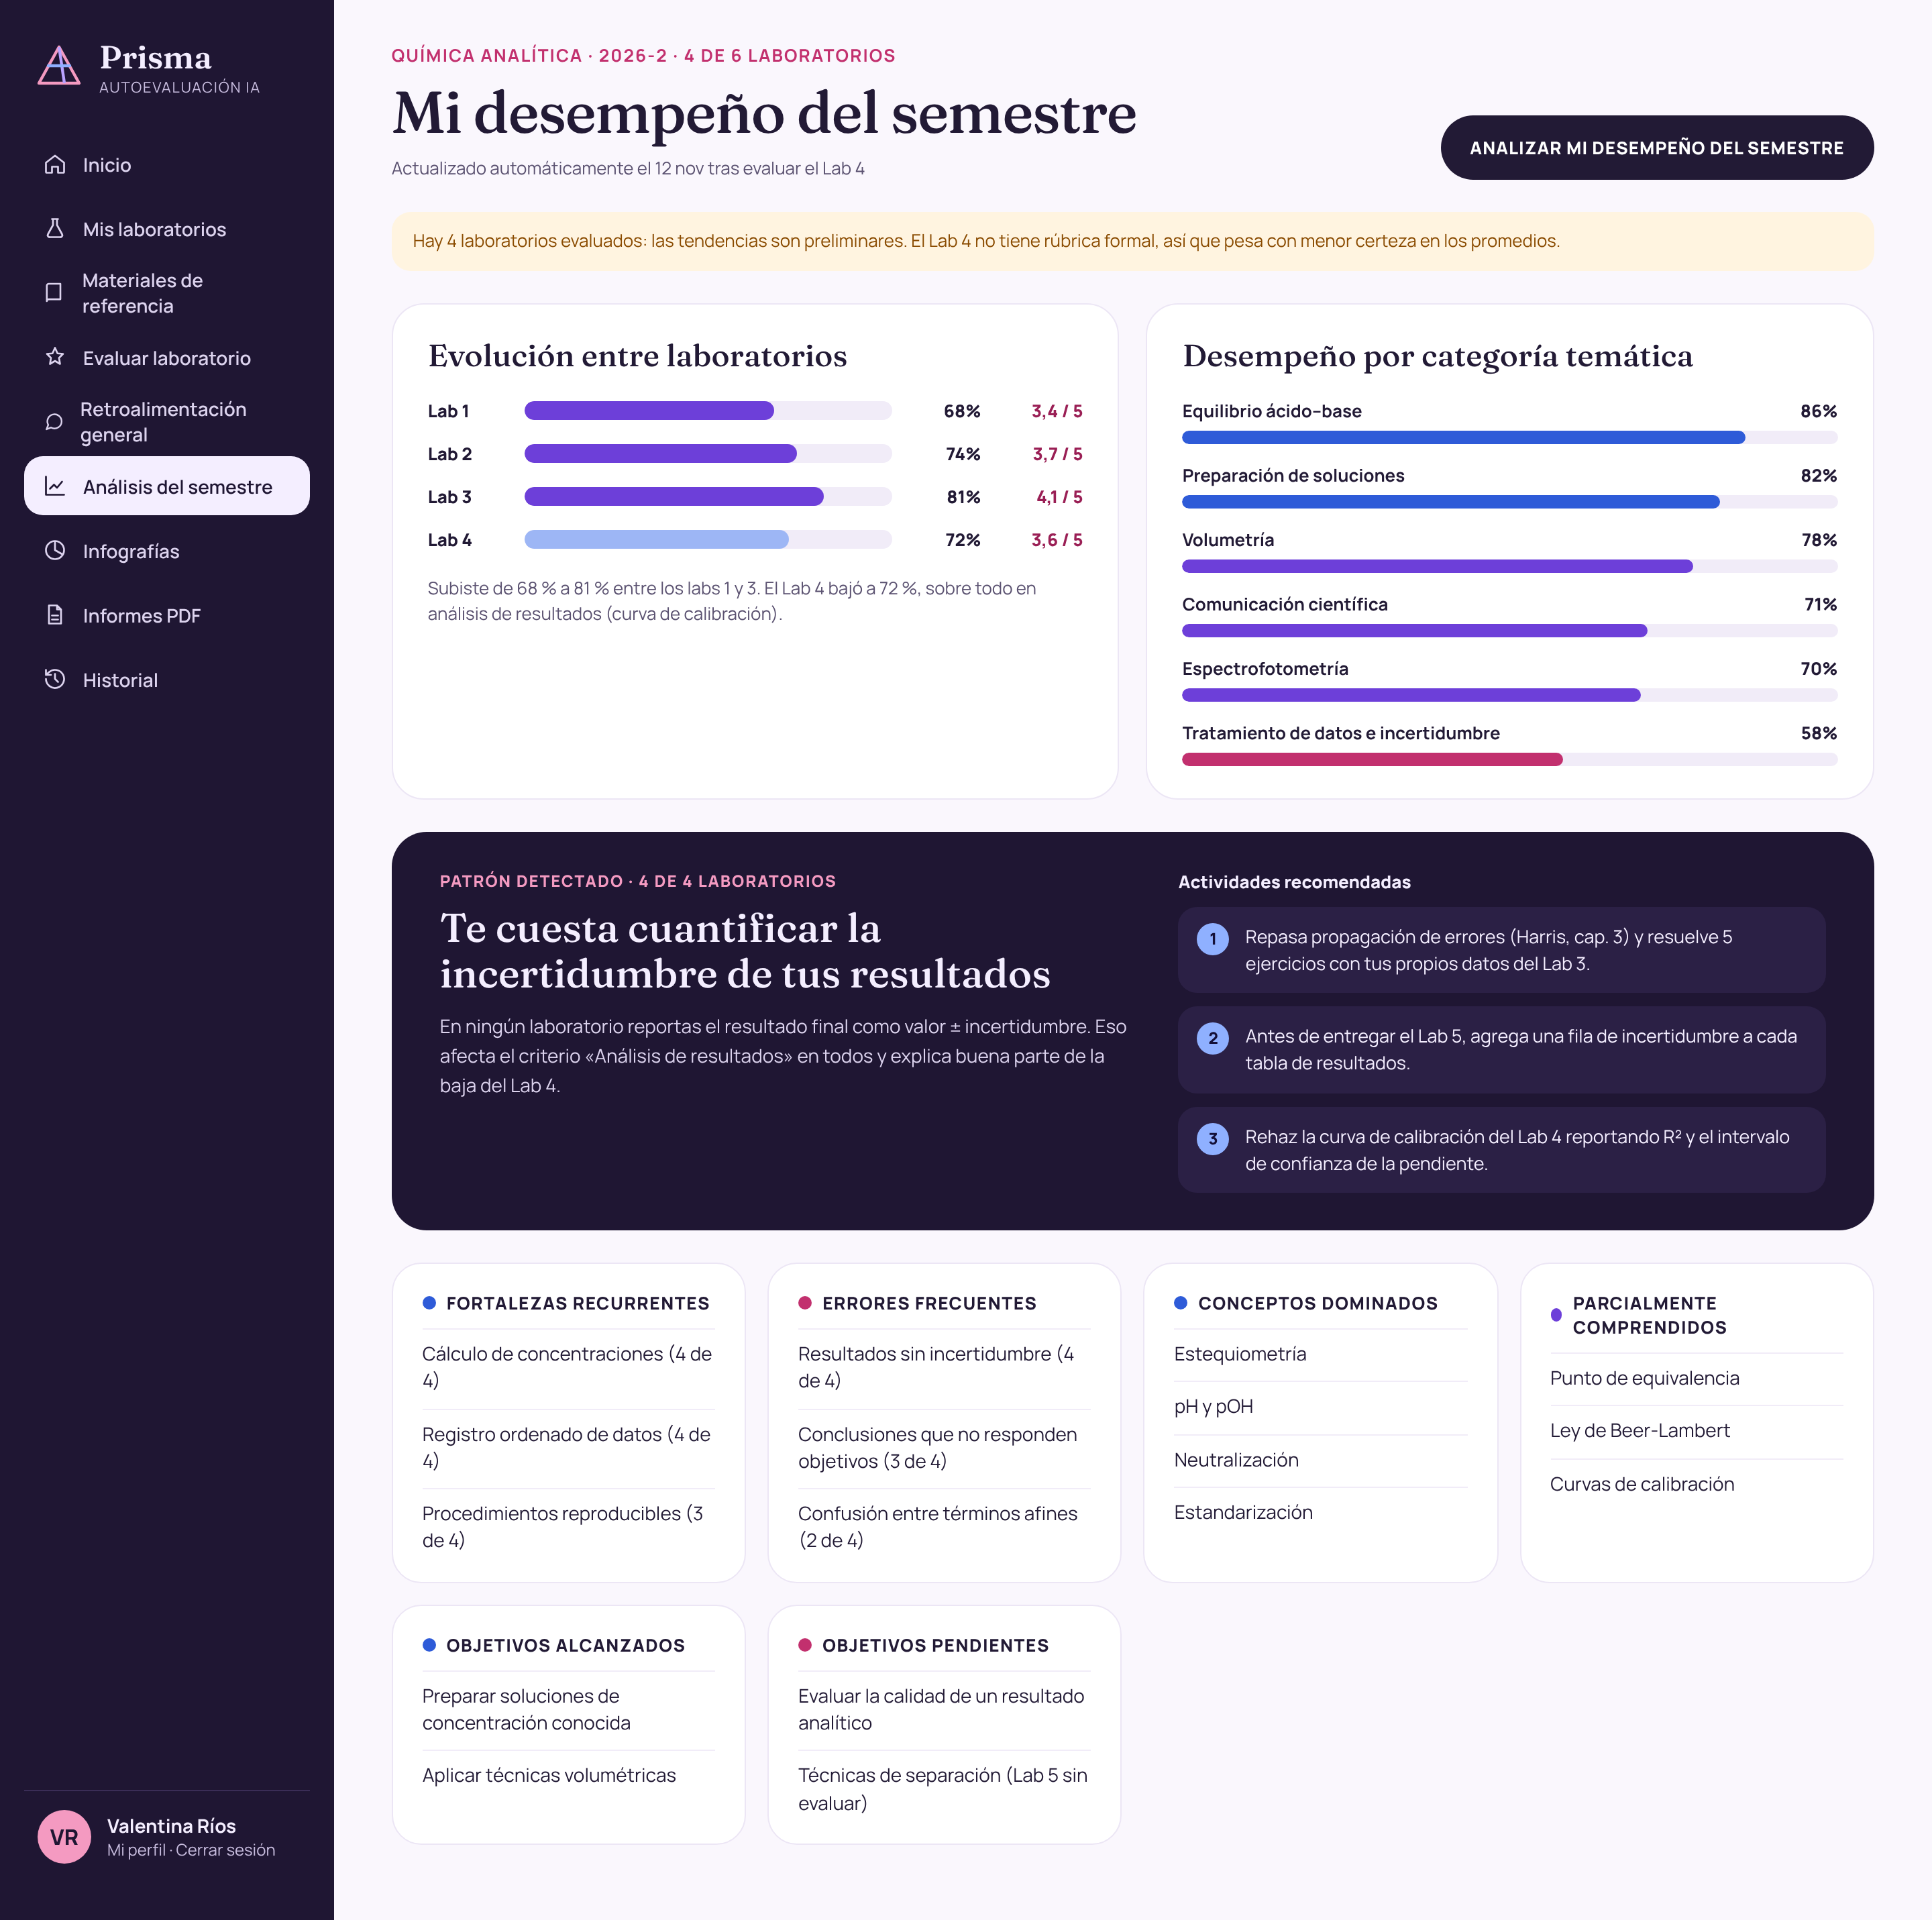 Prisma
AUTOEVALUACIÓN IA
Inicio
Mis laboratorios
Materiales de
referencia
Evaluar laboratorio
Retroalimentación
general
Análisis del semestre
Infografías
Informes PDF
Historial
VR
Valentina Ríos
Mi perfil · Cerrar sesión
QUÍMICA ANALÍTICA · 2026-2 · 4 DE 6 LABORATORIOS
Mi desempeño del semestre
Actualizado automáticamente el 12 nov tras evaluar el Lab 4
ANALIZAR MI DESEMPEÑO DEL SEMESTRE
Hay 4 laboratorios evaluados: las tendencias son preliminares. El Lab 4 no tiene rúbrica formal, así que pesa con menor certeza en los promedios.
Evolución entre laboratorios
Lab 1 68% 3,4 / 5
Lab 2 74% 3,7 / 5
Lab 3 81% 4,1 / 5
Lab 4 72% 3,6 / 5
Subiste de 68 % a 81 % entre los labs 1 y 3. El Lab 4 bajó a 72 %, sobre todo en
análisis de resultados (curva de calibración).
Desempeño por categoría temática
Equilibrio ácido–base 86%
Preparación de soluciones 82%
Volumetría 78%
Comunicación científica 71%
Espectrofotometría 70%
Tratamiento de datos e incertidumbre 58%
PATRÓN DETECTADO · 4 DE 4 LABORATORIOS
Te cuesta cuantificar la
incertidumbre de tus resultados
En ningún laboratorio reportas el resultado final como valor ± incertidumbre. Eso
afecta el criterio «Análisis de resultados» en todos y explica buena parte de la
baja del Lab 4.
Actividades recomendadas
1 Repasa propagación de errores (Harris, cap. 3) y resuelve 5
ejercicios con tus propios datos del Lab 3.
2 Antes de entregar el Lab 5, agrega una fila de incertidumbre a cada
tabla de resultados.
3 Rehaz la curva de calibración del Lab 4 reportando R² y el intervalo
de confianza de la pendiente.
FORTALEZAS RECURRENTES
Cálculo de concentraciones (4 de
4)
Registro ordenado de datos (4 de
4)
Procedimientos reproducibles (3
de 4)
ERRORES FRECUENTES
Resultados sin incertidumbre (4
de 4)
Conclusiones que no responden
objetivos (3 de 4)
Confusión entre términos afines
(2 de 4)
CONCEPTOS DOMINADOS
Estequiometría
pH y pOH
Neutralización
Estandarización
PARCIALMENTE
COMPRENDIDOS
Punto de equivalencia
Ley de Beer-Lambert
Curvas de calibración
OBJETIVOS ALCANZADOS
Preparar soluciones de
concentración conocida
Aplicar técnicas volumétricas
OBJETIVOS PENDIENTES
Evaluar la calidad de un resultado
analítico
Técnicas de separación (Lab 5 sin
evaluar)